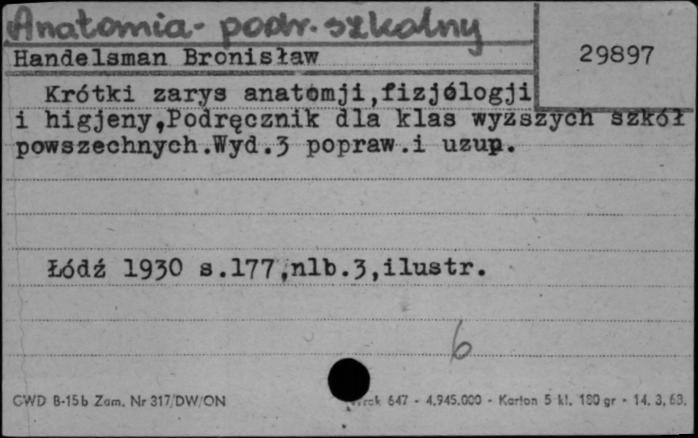 Anatomia - podr. szkolny
Handelsman Bronisław
29897
Krótki zarys anatomji,fizjólogji
i higjeny,Podręcznik dla klas wyższych szkół
powszechnych.Wyd.3 popraw.i uzup.
Łódź 1930 s.177,nlb.3,ilustr.
6
CWD B-15b Zam. Nr 317/DW/ON
647 - 4.945.000 - Karton 5 kl. 180 gr - 14. 3. 63.